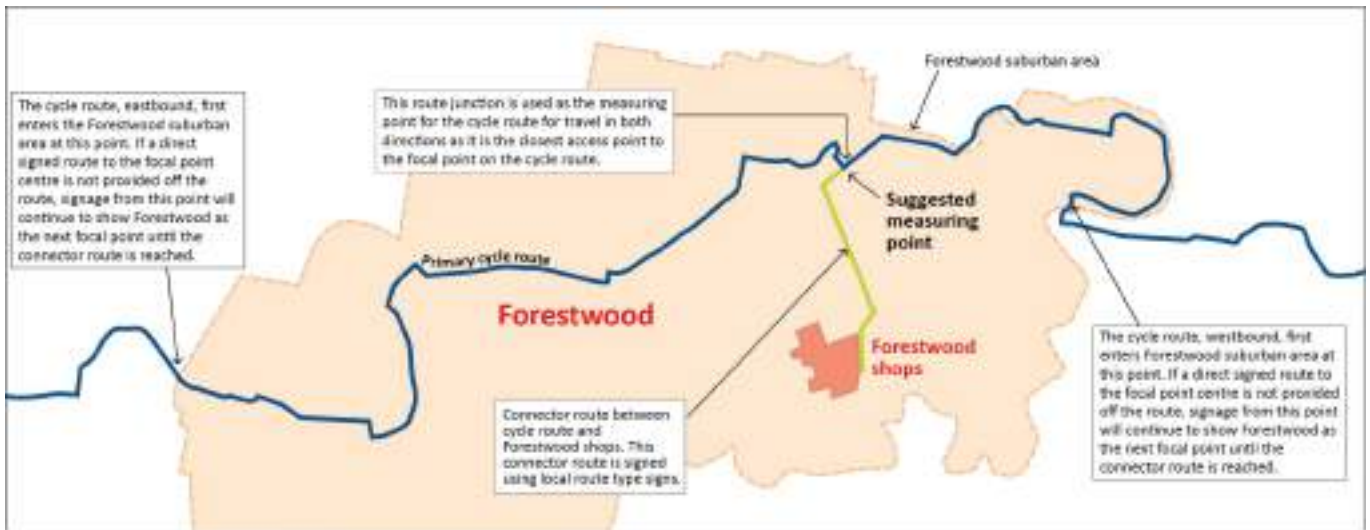 The cycle route, eastbound, first
enters the Forestwood suburban
area at this point. If a direct
signed route to the focal point
centre is not provided off the
route, signage from this point will
continue to show Forestwood as
the next focal point until the
connector route is reached.
This route junction is used as the measuring
point for the cycle route for travel in both
directions as it is the closest access point to
the focal point on the cycle route.
Forestwood suburban area
Suggested
measuring
point
Primary cycle route
Forestwood
Forestwood
shops
Connector route between
cycle route and
Forestwood shops. This
connector route is signed
using local route type signs.
The cycle route, westbound, first
enters Forestwood suburban area at
this point. If a direct signed route to
the focal point centre is not provided
off the route, signage from this point
will continue to show Forestwood as
the next focal point until the
connector route is reached.